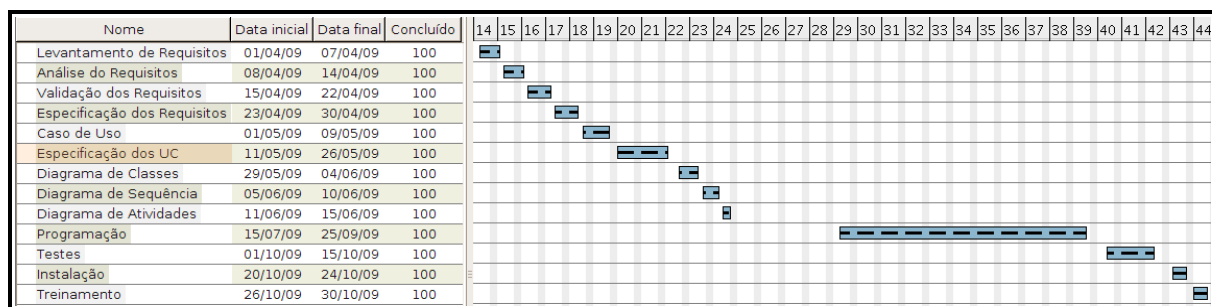 Nome Data inicial Data final Concluído 14 15 16 17 18 19 20 21 22 23 24 25 26 27 28 29 30 31 32 33 34 35 36 37 38 39 40 41 42 43 44
Levantamento de Requisitos 01/04/09 07/04/09 100
Análise do Requisitos 08/04/09 14/04/09 100
Validação dos Requisitos 15/04/09 22/04/09 100
Especificação dos Requisitos 23/04/09 30/04/09 100
Caso de Uso 01/05/09 09/05/09 100
Especificação dos UC 11/05/09 26/05/09 100
Diagrama de Classes 29/05/09 04/06/09 100
Diagrama de Sequência 05/06/09 10/06/09 100
Diagrama de Atividades 11/06/09 15/06/09 100
Programação 15/07/09 25/09/09 100
Testes 01/10/09 15/10/09 100
Instalação 20/10/09 24/10/09 100
Treinamento 26/10/09 30/10/09 100